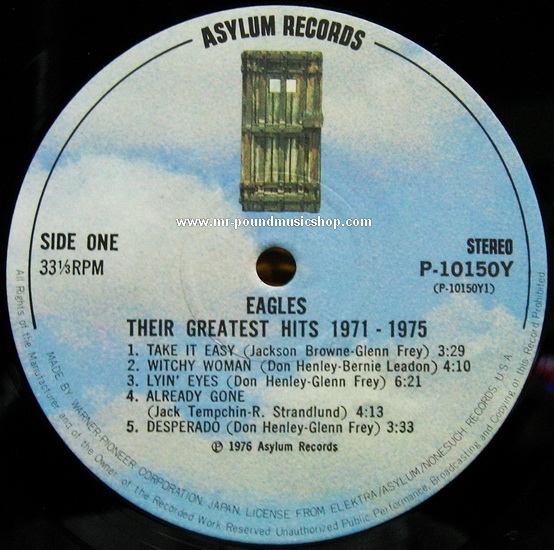 ASYLUM RECORDS
www.mr-poundmusicshop.com
SIDE ONE
33⅓RPM
STEREO
P-10150Y
(P-10150Y1)
EAGLES
THEIR GREATEST HITS 1971 - 1975
1. TAKE IT EASY (Jackson Browne-Glenn Frey) 3:29
2. WITCHY WOMAN (Don Henley-Bernie Leadon) 4:10
3. LYIN' EYES (Don Henley-Glenn Frey) 6:21
4. ALREADY GONE
(Jack Tempchin-R. Strandlund) 4:13
5. DESPERADO (Don Henley-Glenn Frey) 3:33
℗ 1976 Asylum Records
MADE BY WARNER-PIONEER CORPORATION, JAPAN, LICENSE FROM ELEKTRA/ASYLUM/NONESUCH RECORDS, U.S.A.
All Rights of the Manufacturer and of the Owner of the Recorded Work Reserved Unauthorized Public Performance, Broadcasting and Copying of this Record Prohibited